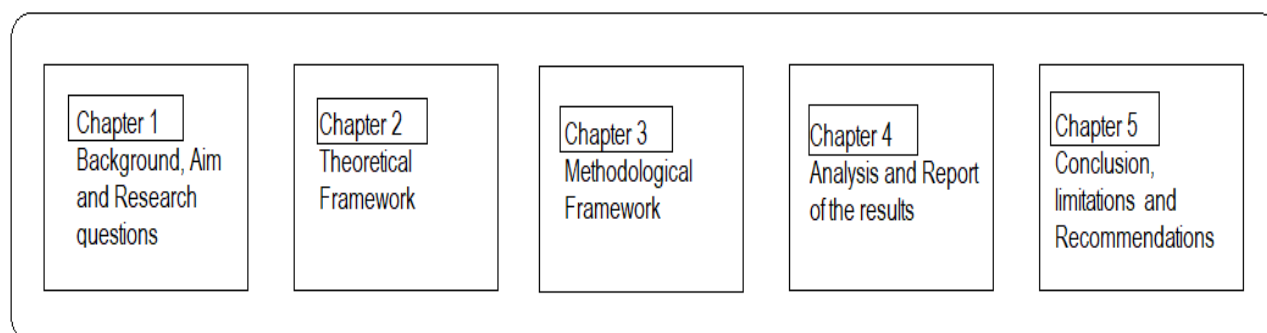 Chapter 1
Background, Aim
and Research
questions
Chapter 2
Theoretical
Framework
Chapter 3
Methodological
Framework
Chapter 4
Analysis and Report
of the results
Chapter 5
Conclusion,
limitations and
Recommendations